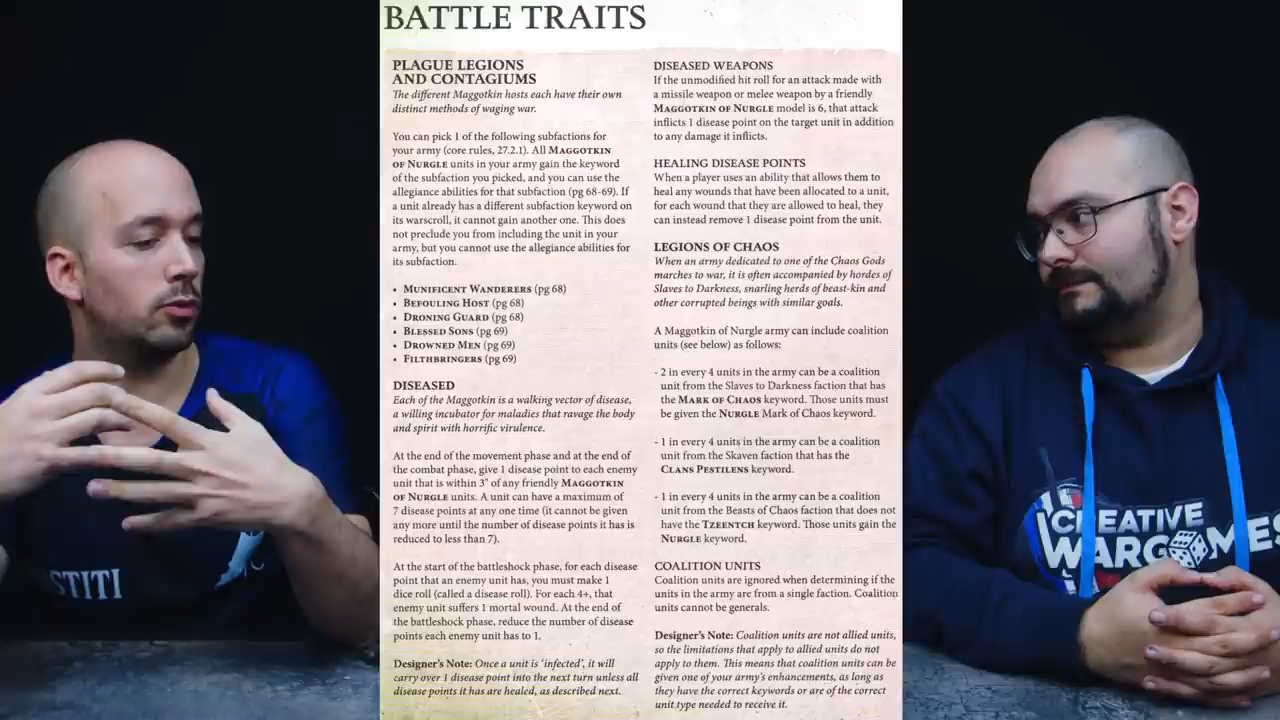 BATTLE TRAITS
PLAGUE LEGIONS
AND CONTAGIUMS
The different Maggotkin hosts each have their own
distinct methods of waging war.
You can pick 1 of the following subfactions for
your army (core rules, 27.2.1). All MAGGOTKIN
OF NURGLE units in your army gain the keyword
of the subfaction you picked, and you can use the
allegiance abilities for that subfaction (pg 68-69). If
a unit already has a different subfaction keyword on
its warscroll, it cannot gain another one. This does
not preclude you from including the unit in your
army, but you cannot use the allegiance abilities for
its subfaction.
• MUNIFICENT WANDERERS (pg 68)
• BEFOULING HOST (pg 68)
• DRONING GUARD (pg 68)
• BLESSED SONS (pg 69)
• DROWNED MEN (pg 69)
• FILTHBRINGERS (pg 69)
DISEASED
Each of the Maggotkin is a walking vector of disease,
a willing incubator for maladies that ravage the body
and spirit with horrific virulence.
At the end of the movement phase and at the end of
the combat phase, give 1 disease point to each enemy
unit that is within 3" of any friendly MAGGOTKIN
OF NURGLE units. A unit can have a maximum of
7 disease points at any one time (it cannot be given
any more until the number of disease points it has is
reduced to less than 7).
At the start of the battleshock phase, for each disease
point that an enemy unit has, you must make 1
dice roll (called a disease roll). For each 4+, that
enemy unit suffers 1 mortal wound. At the end of
the battleshock phase, reduce the number of disease
points each enemy unit has to 1.
Designer's Note: Once a unit is 'infected', it will
carry over 1 disease point into the next turn unless all
disease points it has are healed, as described next.
DISEASED WEAPONS
If the unmodified hit roll for an attack made with
a missile weapon or melee weapon by a friendly
MAGGOTKIN OF NURGLE model is 6, that attack
inflicts 1 disease point on the target unit in addition
to any damage it inflicts.
HEALING DISEASE POINTS
When a player uses an ability that allows them to
heal any wounds that have been allocated to a unit,
for each wound that they are allowed to heal, they
can instead remove 1 disease point from the unit.
LEGIONS OF CHAOS
When an army dedicated to one of the Chaos Gods
marches to war, it is often accompanied by hordes of
Slaves to Darkness, snarling herds of beast-kin and
other corrupted beings with similar goals.
A Maggotkin of Nurgle army can include coalition
units (see below) as follows:
- 2 in every 4 units in the army can be a coalition
unit from the Slaves to Darkness faction that has
the MARK OF CHAOS keyword. Those units must
be given the NURGLE Mark of Chaos keyword.
- 1 in every 4 units in the army can be a coalition
unit from the Skaven faction that has the
CLANS PESTILENS keyword.
- 1 in every 4 units in the army can be a coalition
unit from the Beasts of Chaos faction that does not
have the TZEENTCH keyword. Those units gain the
NURGLE keyword.
COALITION UNITS
Coalition units are ignored when determining if the
units in the army are from a single faction. Coalition
units cannot be generals.
Designer's Note: Coalition units are not allied units,
so the limitations that apply to allied units do not
apply to them. This means that coalition units can be
given one of your army's enhancements, as long as
they have the correct keywords or are of the correct
unit type needed to receive it.
STITI
CREATIVE
WARGAMES